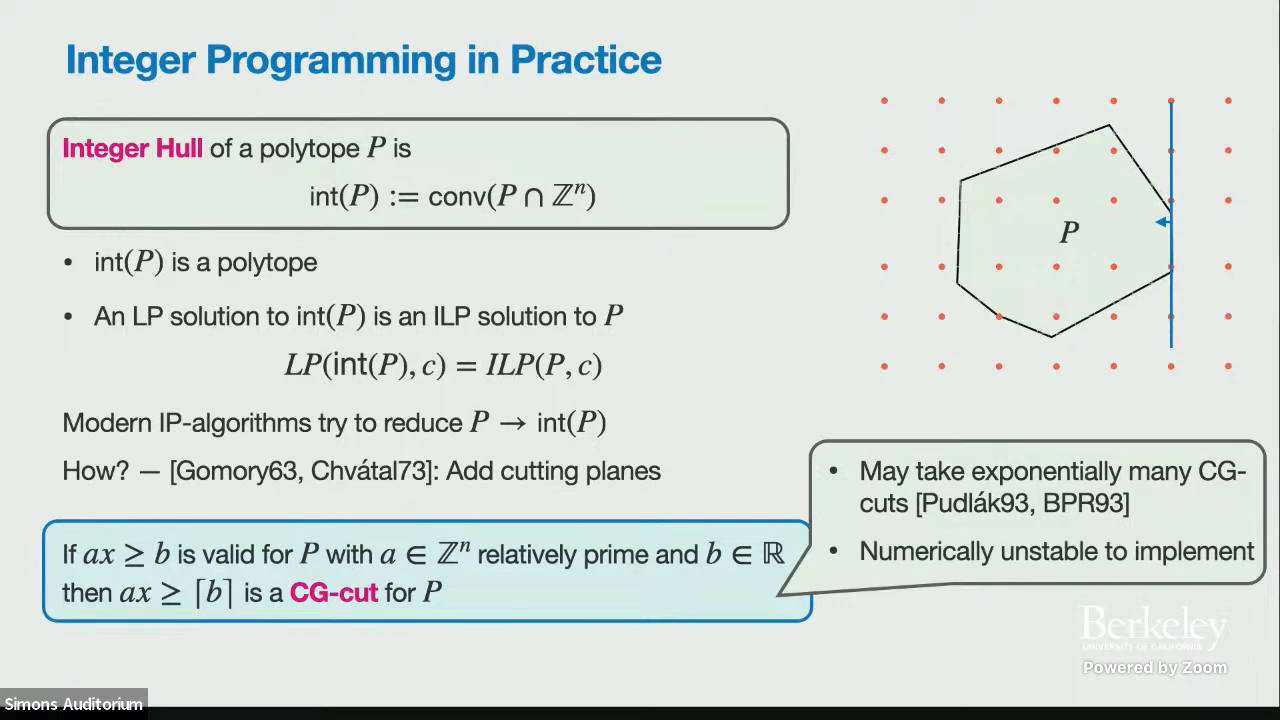 Integer Programming in Practice
Integer Hull of a polytope P is
int(P) := conv(P ∩ ℤⁿ)
• int(P) is a polytope
• An LP solution to int(P) is an ILP solution to P
LP(int(P), c) = ILP(P, c)
Modern IP-algorithms try to reduce P → int(P)
How? — [Gomory63, Chvátal73]: Add cutting planes
If ax ≥ b is valid for P with a ∈ ℤⁿ relatively prime and b ∈ ℝ
then ax ≥ ⌈b⌉ is a CG-cut for P
P
• May take exponentially many CG-
cuts [Pudlák93, BPR93]
• Numerically unstable to implement
Berkeley
UNIVERSITY OF CALIFORNIA
Powered by Zoom
Simons Auditorium